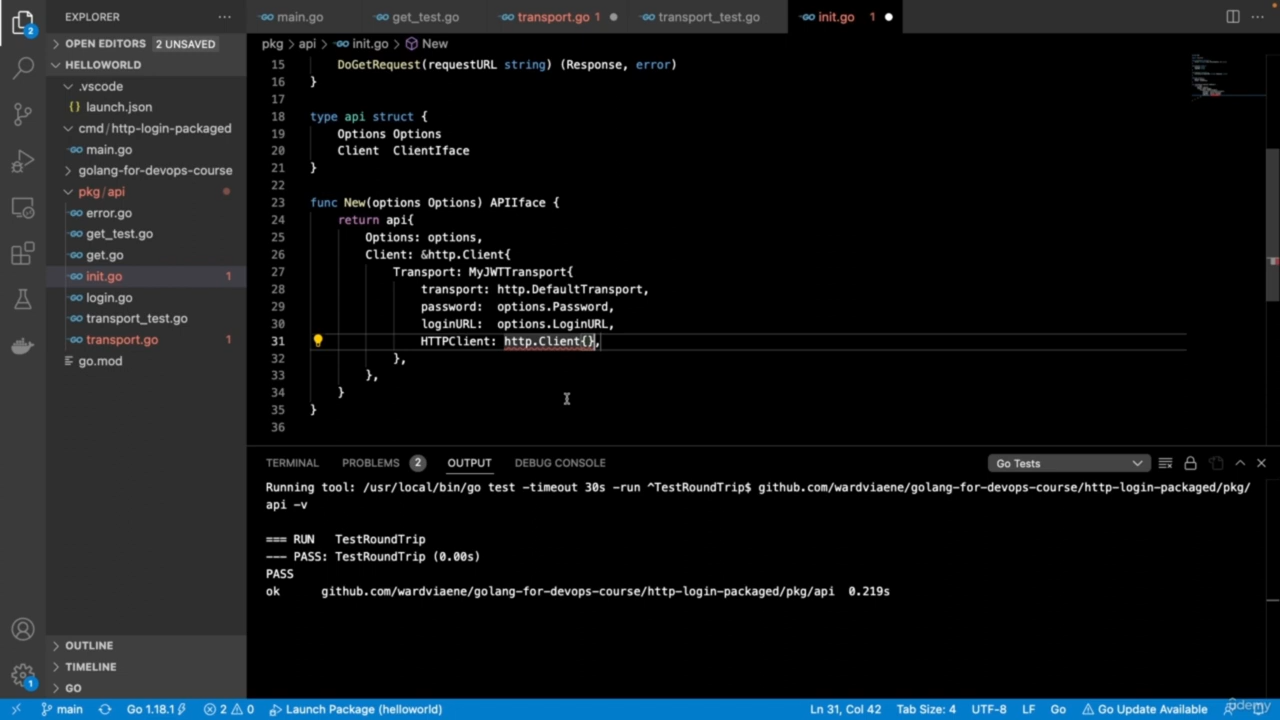 EXPLORER
main.go
get_test.go
transport.go 1
transport_test.go
init.go 1
OPEN EDITORS 2 UNSAVED
HELLOWORLD
.vscode
launch.json
cmd / http-login-packaged
main.go
golang-for-devops-course
pkg / api
error.go
get_test.go
get.go
init.go 1
login.go
transport_test.go
transport.go 1
go.mod
OUTLINE
TIMELINE
GO
2
1
pkg > api > init.go > New
15 DoGetRequest(requestURL string) (Response, error)
16 }
17
18 type api struct {
19 Options Options
20 Client ClientIface
21 }
22
23 func New(options Options) APIIface {
24 return api{
25 Options: options,
26 Client: &http.Client{
27 Transport: MyJWTTransport{
28 transport: http.DefaultTransport,
29 password: options.Password,
30 loginURL: options.LoginURL,
31 HTTPClient: http.Client{},
32 },
33 },
34 }
35 }
36
TERMINAL PROBLEMS 2 OUTPUT DEBUG CONSOLE Go Tests
Running tool: /usr/local/bin/go test -timeout 30s -run ^TestRoundTrip$ github.com/wardviaene/golang-for-devops-course/http-login-packaged/pkg/
api -v
=== RUN TestRoundTrip
--- PASS: TestRoundTrip (0.00s)
PASS
ok github.com/wardviaene/golang-for-devops-course/http-login-packaged/pkg/api 0.219s
main Go 1.18.1 2 0 Launch Package (helloworld) Ln 31, Col 42 Tab Size: 4 UTF-8 LF Go Go Update Available
udemy